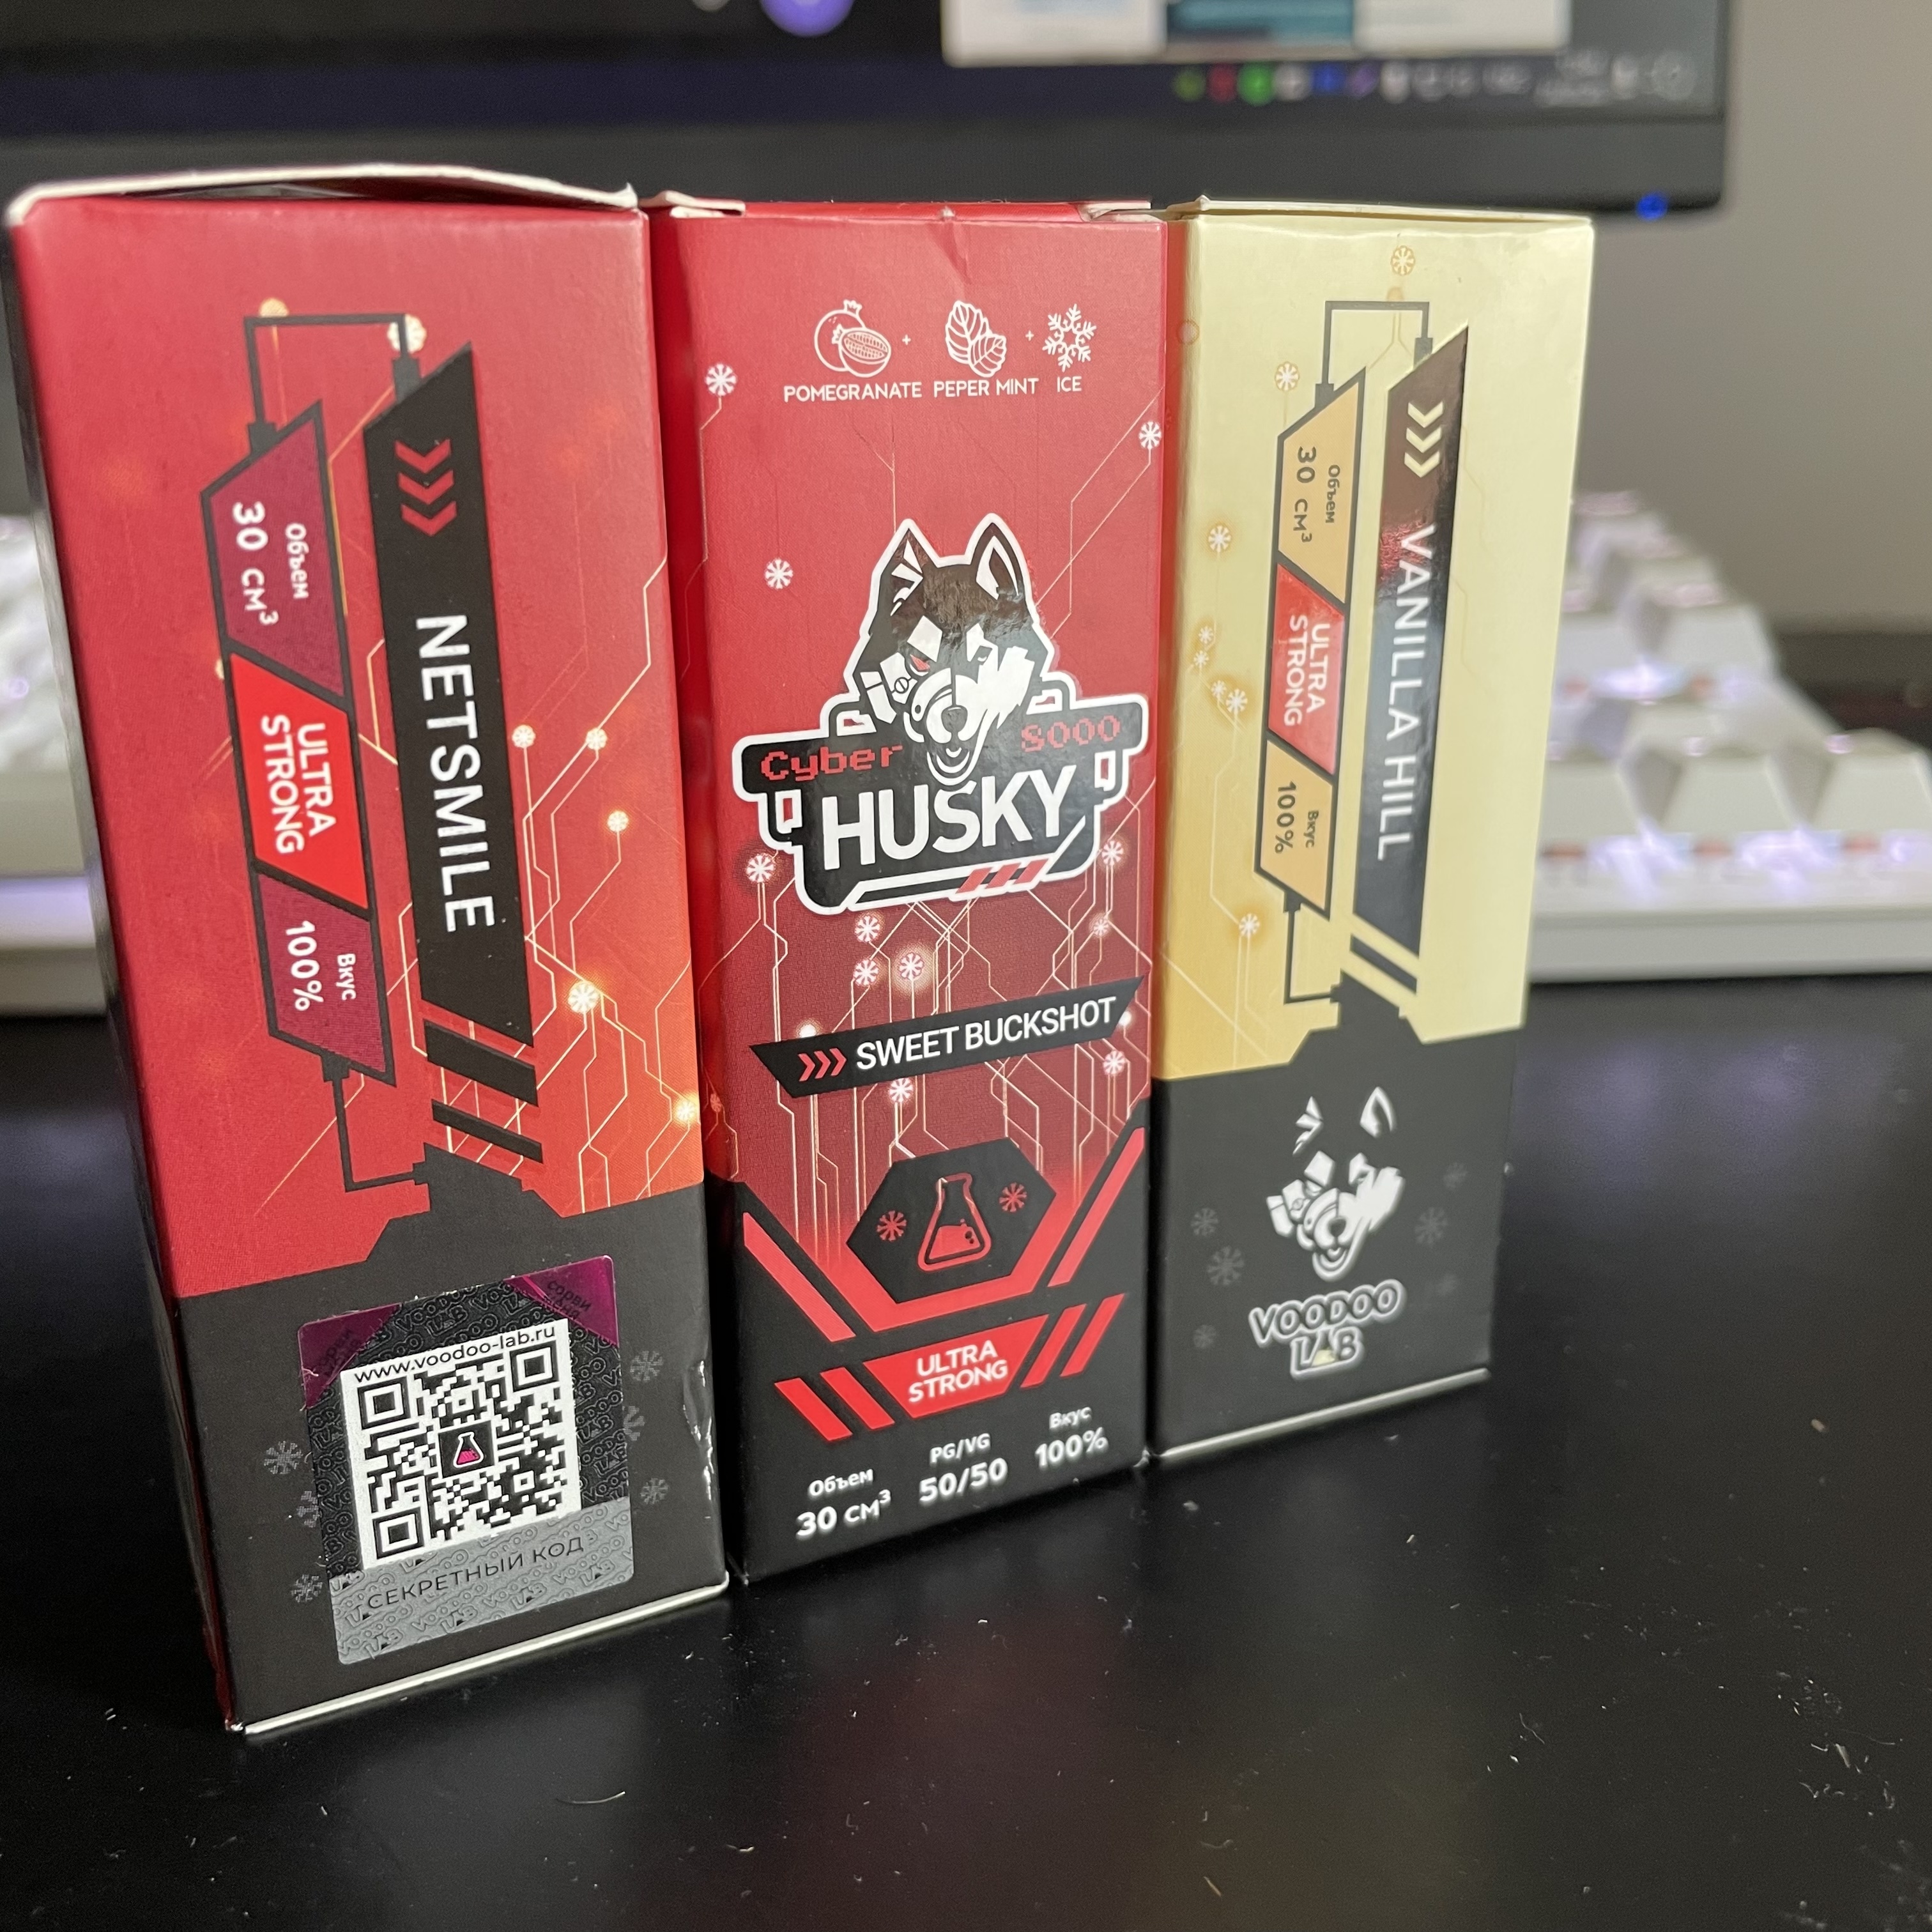 Объем
30 см³
ULTRA
STRONG
Вкус
100%
NETSMILE
сорви
www.voodoo-lab.ru
СЕКРЕТНЫЙ КОД
POMEGRANATE + PEPER MINT + ICE
Cyber 8000
HUSKY
SWEET BUCKSHOT
ULTRA
STRONG
Объем
30 см³
PG/VG
50/50
Вкус
100%
Объем
30 см³
ULTRA
STRONG
Вкус
100%
VANILLA HILL
VOODOO
LAB